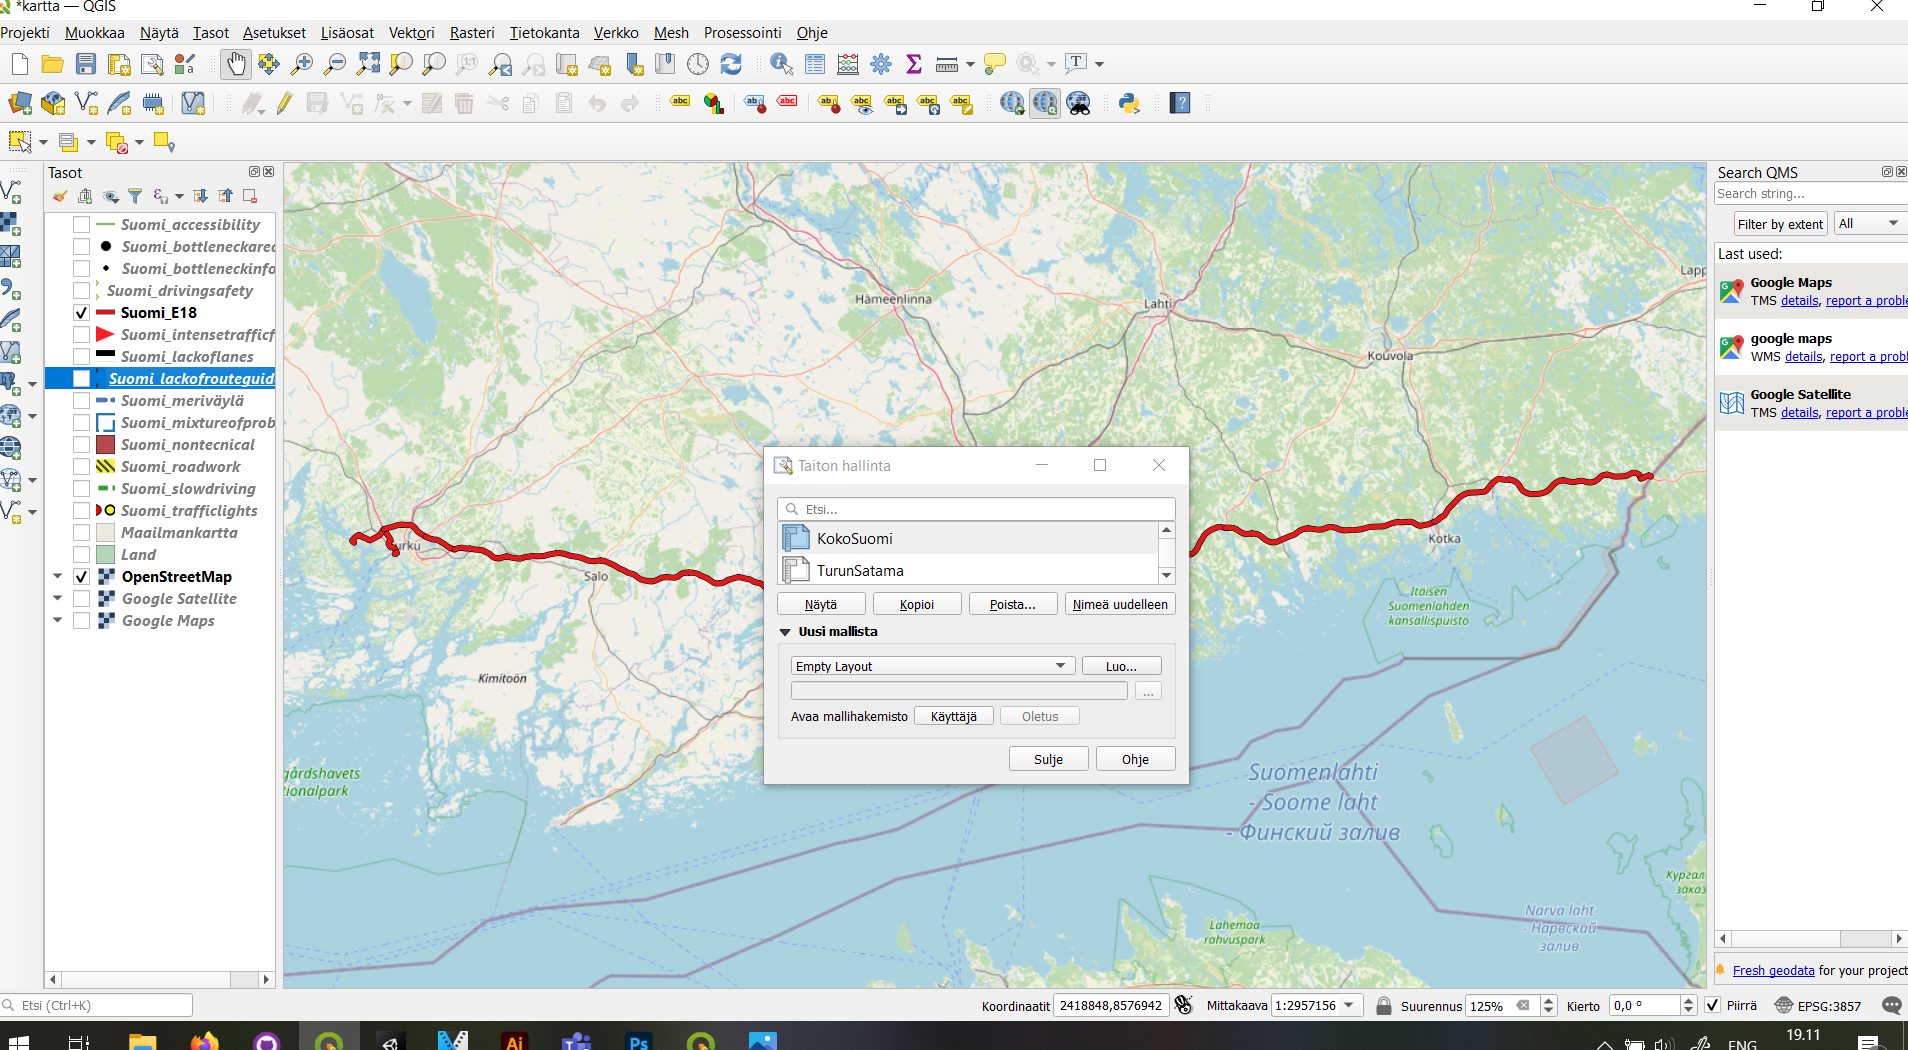 *kartta — QGIS
Projekti Muokkaa Näytä Tasot Asetukset Lisäosat Vektori Rasteri Tietokanta Verkko Mesh Prosessointi Ohje
Tasot
Suomi_accessibility
Suomi_bottleneckarea
Suomi_bottleneckinfo
Suomi_drivingsafety
Suomi_E18
Suomi_intensetrafficf
Suomi_lackoflanes
Suomi_lackofrouteguid
Suomi_meriväylä
Suomi_mixtureofprob
Suomi_nontecnical
Suomi_roadwork
Suomi_slowdriving
Suomi_trafficlights
Maailmankartta
Land
OpenStreetMap
Google Satellite
Google Maps
Hämeenlinna
Lahti
Kouvola
Lapp
urku
Salo
Kotka
Kimitoön
gårdshavets
tionalpark
Itäisen
Suomenlahden
kansallispuisto
Suomenlahti
- Soome laht
- Финский залив
Narva laht
- Нарвский
залив
Lahemaa
rahvuspark
Кургал
заказ
Taiton hallinta
Etsi...
KokoSuomi
TurunSatama
Näytä Kopioi Poista... Nimeä uudelleen
Uusi mallista
Empty Layout Luo...
...
Avaa mallihakemisto Käyttäjä Oletus
Sulje Ohje
Search QMS
Search string...
Filter by extent All
Last used:
Google Maps
TMS details, report a proble
google maps
WMS details, report a probl
Google Satellite
TMS details, report a proble
Fresh geodata for your project
Etsi (Ctrl+K)
Koordinaatit 2418848,8576942 Mittakaava 1:2957156 Suurennus 125% Kierto 0,0 ° Piirrä EPSG:3857
ENG
19.11